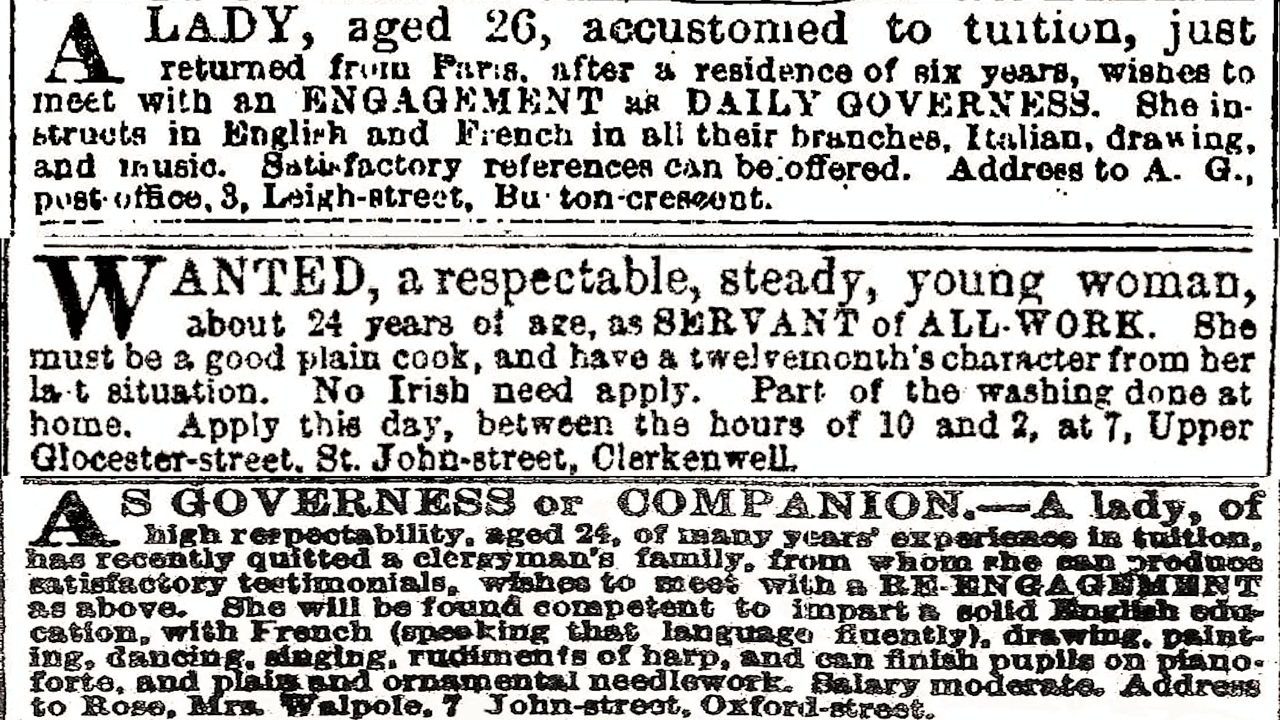 A LADY, aged 26, accustomed to tuition, just
returned from Paris, after a residence of six years, wishes to
meet with an ENGAGEMENT as DAILY GOVERNESS. She in-
structs in English and French in all their branches, Italian, drawing,
and music. Satisfactory references can be offered. Address to A. G.,
post-office, 3, Leigh-street, Burton-crescent.
WANTED, a respectable, steady, young woman,
about 24 years of age, as SERVANT of ALL-WORK. She
must be a good plain cook, and have a twelvemonth's character from her
last situation. No Irish need apply. Part of the washing done at
home. Apply this day, between the hours of 10 and 2, at 7, Upper
Glocester-street, St. John-street, Clerkenwell.
AS GOVERNESS or COMPANION.—A lady, of
high respectability, aged 24, of many years' experience in tuition,
has recently quitted a clergyman's family, from whom she can produce
satisfactory testimonials, wishes to meet with a RE-ENGAGEMENT
as above. She will be found competent to impart a solid English edu-
cation, with French (speaking that language fluently), drawing, paint-
ing, dancing, singing, rudiments of harp, and can finish pupils on piano-
forte, and plain and ornamental needlework. Salary moderate. Address
to Rose, Mrs. Walpole, 7 John-street, Oxford-street.